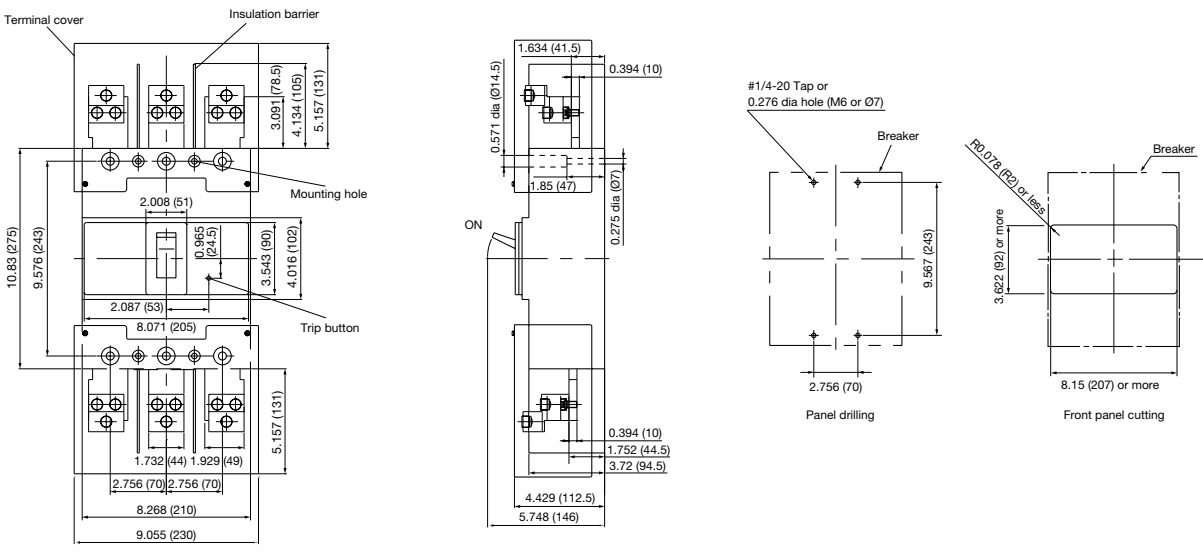 Terminal cover
Insulation barrier
3.091 (78.5)
4.134 (105)
5.157 (131)
Mounting hole
2.008 (51)
0.965
(24.5)
3.543 (90)
4.016 (102)
10.83 (275)
9.576 (243)
2.087 (53)
8.071 (205)
Trip button
5.157 (131)
1.732 (44)
1.929 (49)
2.756 (70)
2.756 (70)
8.268 (210)
9.055 (230)
1.634 (41.5)
0.394 (10)
0.571 dia (Ø14.5)
1.85 (47)
0.275 dia (Ø7)
ON
0.394 (10)
1.752 (44.5)
3.72 (94.5)
4.429 (112.5)
5.748 (146)
#1/4-20 Tap or
0.276 dia hole (M6 or Ø7)
Breaker
9.567 (243)
2.756 (70)
Panel drilling
Breaker
R0.078 (R2) or less
3.622 (92) or more
8.15 (207) or more
Front panel cutting